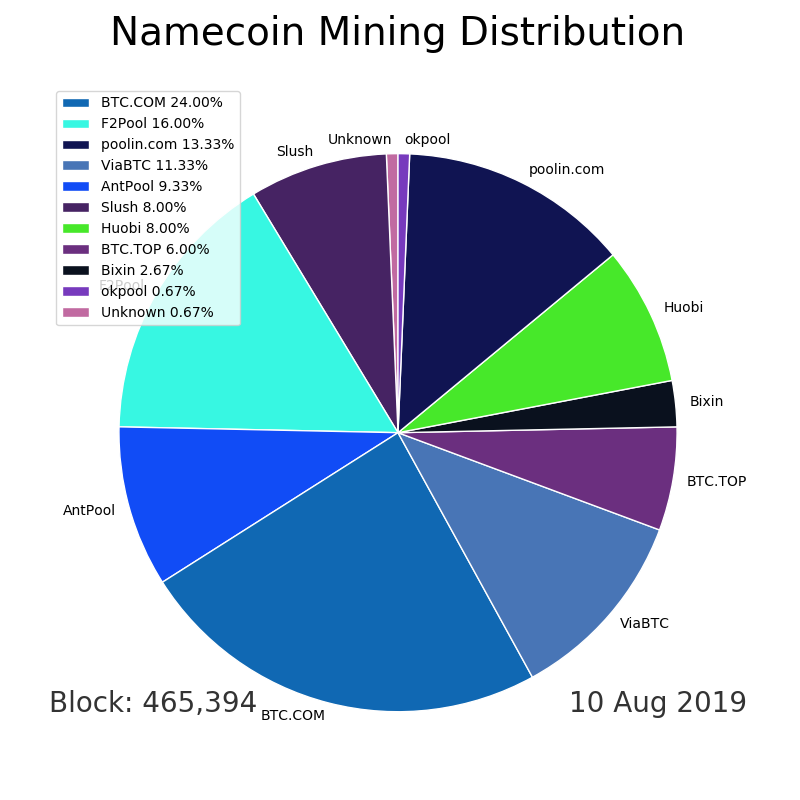 Namecoin Mining Distribution
BTC.COM 24.00%
F2Pool 16.00%
poolin.com 13.33%
ViaBTC 11.33%
AntPool 9.33%
Slush 8.00%
Huobi 8.00%
BTC.TOP 6.00%
Bixin 2.67%
okpool 0.67%
Unknown 0.67%
Unknown
okpool
Slush
poolin.com
F2Pool
Huobi
Bixin
BTC.TOP
AntPool
ViaBTC
BTC.COM
Block: 465,394
10 Aug 2019